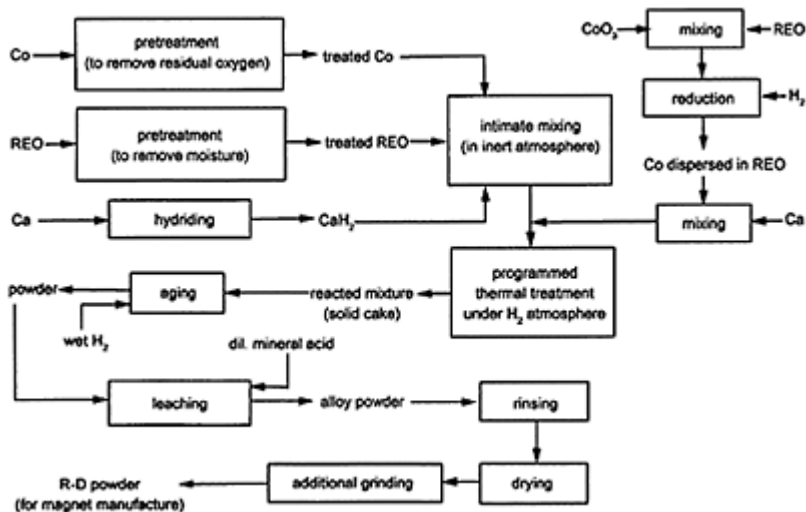 CoO₃
mixing
REO
Co
pretreatment
(to remove residual oxygen)
treated Co
reduction
H₂
REO
pretreatment
(to remove moisture)
treated REO
intimate mixing
(in inert atmosphere)
Co dispersed in REO
Ca
hydriding
CaH₂
mixing
Ca
powder
aging
reacted mixture
(solid cake)
programmed
thermal treatment
under H₂ atmosphere
wet H₂
dil. mineral acid
leaching
alloy powder
rinsing
R-D powder
(for magnet manufacture)
additional grinding
drying